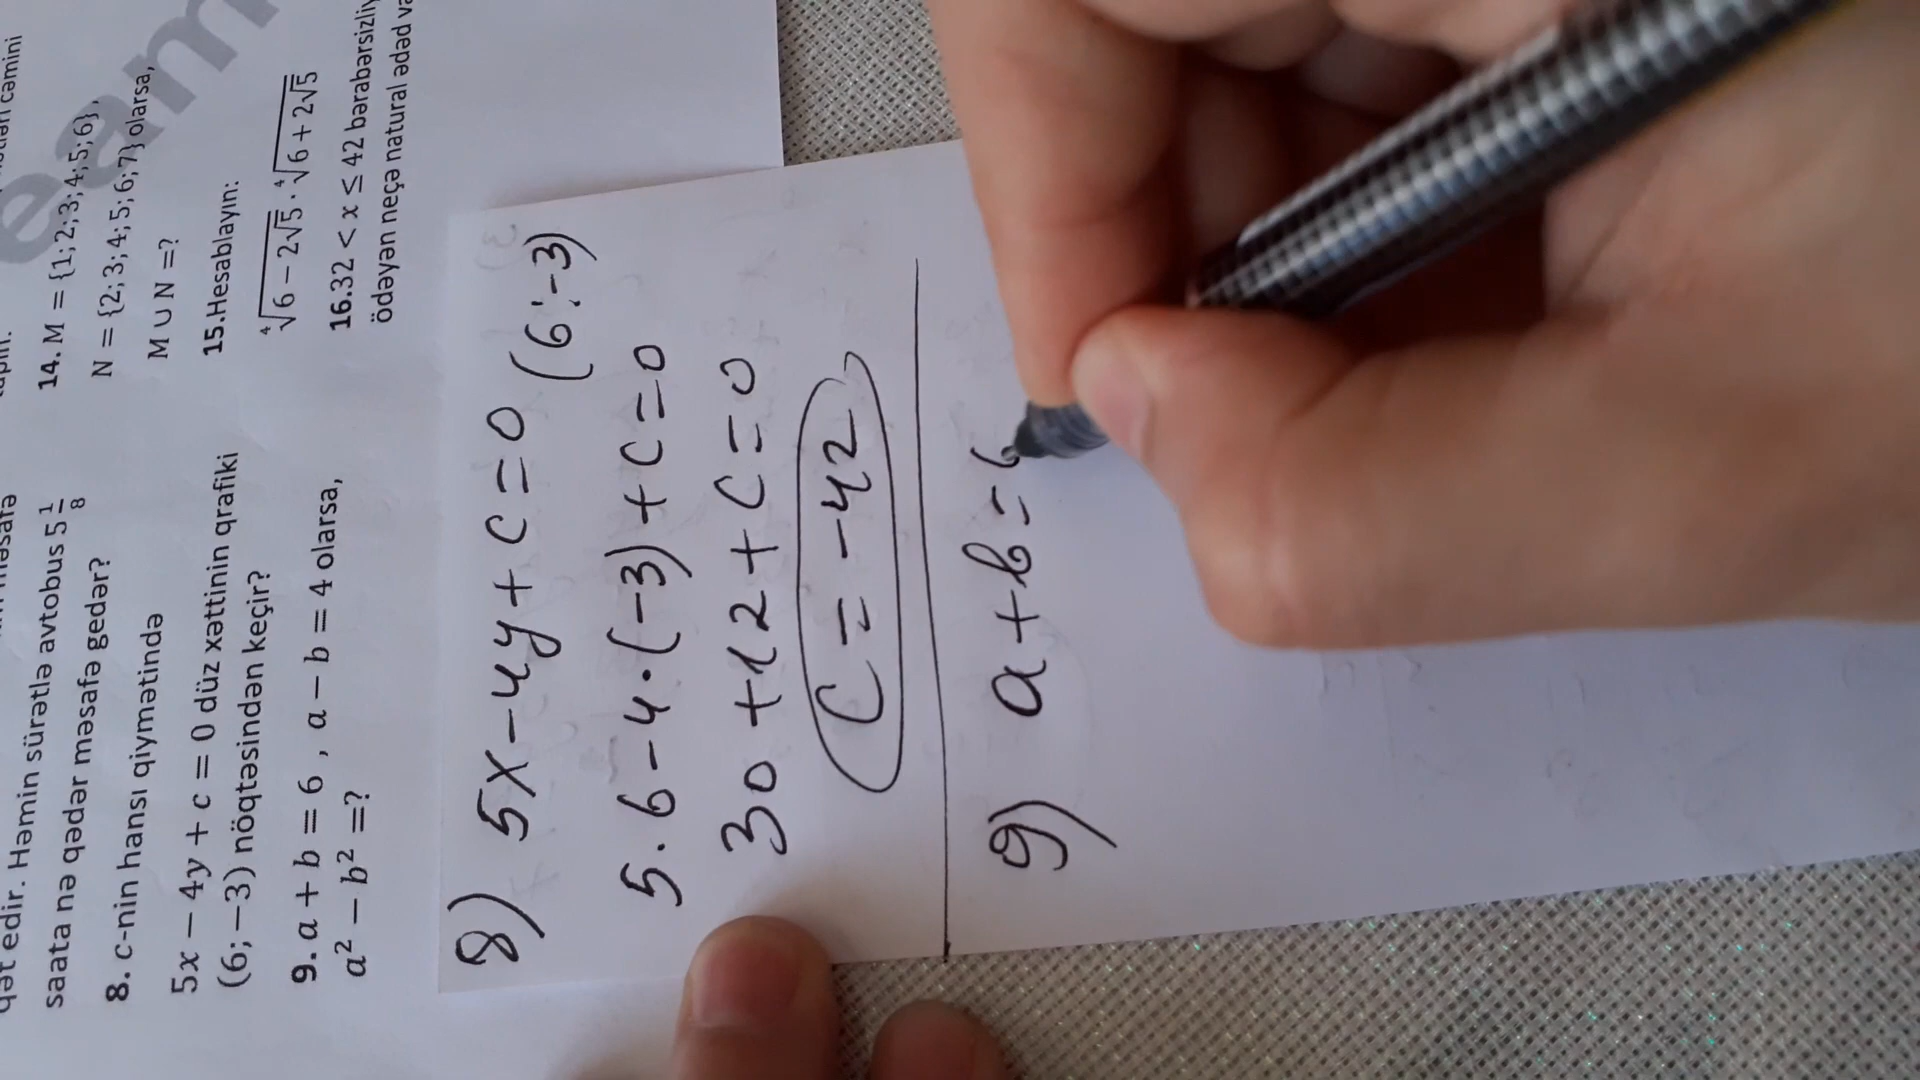 saata nə qədər məsafə gedər?
qət edir. Həmin sürətlə avtobus 5 1/8
8. c-nin hansı qiymətində
5x − 4y + c = 0 düz xəttinin qrafiki
(6; −3) nöqtəsindən keçir?
9. a + b = 6 , a − b = 4 olarsa,
a² − b² =?
14. M = {1; 2; 3; 4; 5; 6},
N = {2; 3; 4; 5; 6; 7} olarsa,
M ∪ N =?
15.Hesablayın:
∜(6 − 2√5) · ∜(6 + 2√5)
16.32 < x ≤ 42
ödəyən neçə natural ədəd
eam
8) 5x-4y+c=0 (6;-3)
5.6-4·(-3)+c=0
30+12+c=0
c=-42
9) a+b=6